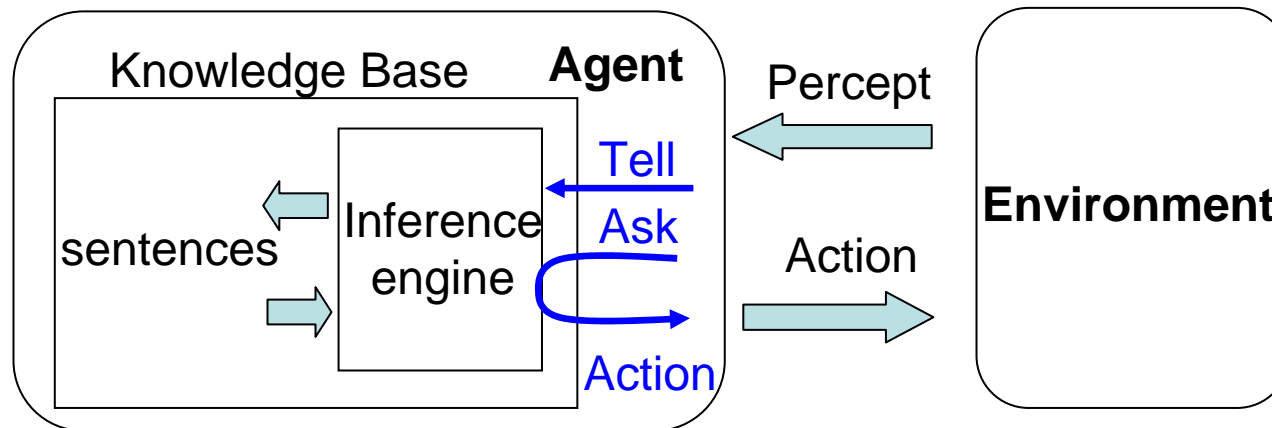 Knowledge Base
Agent
Percept
Tell
Ask
Inference
engine
sentences
Action
Action
Environment